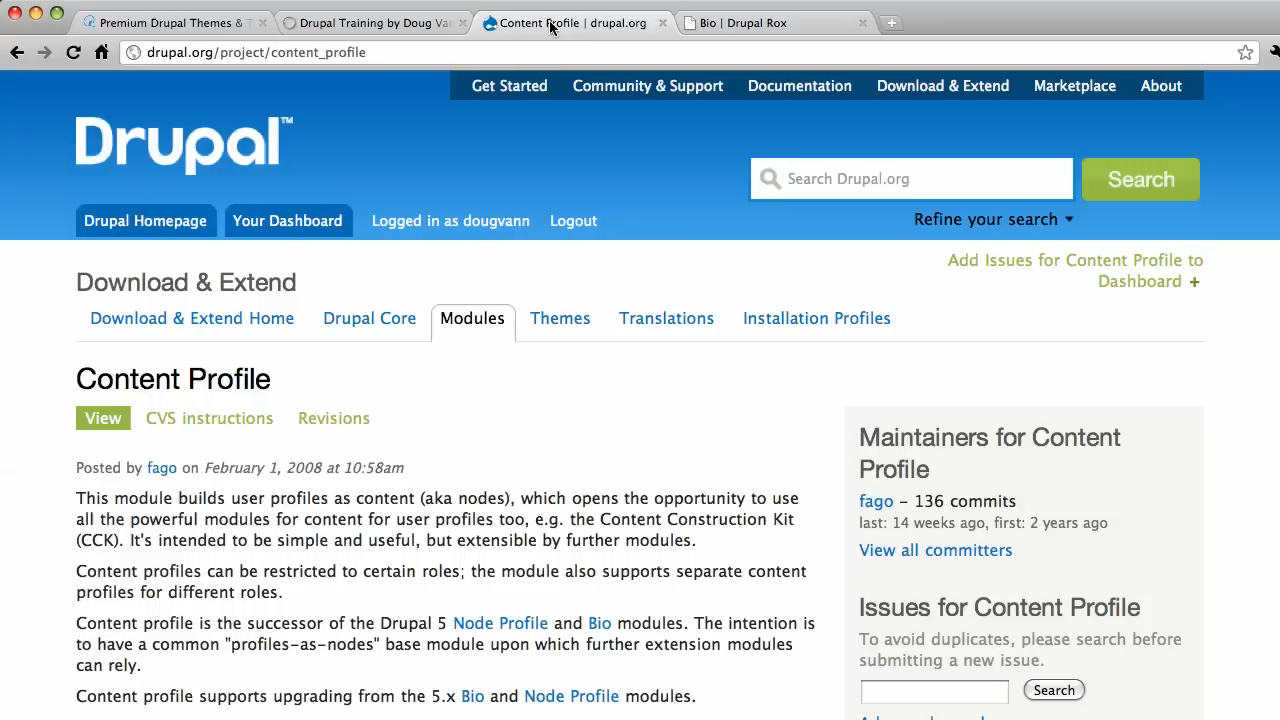 Premium Drupal Themes & T
Drupal Training by Doug Van
Content Profile | drupal.org
Bio | Drupal Rox
drupal.org/project/content_profile
Get Started
Community & Support
Documentation
Download & Extend
Marketplace
About
Drupal™
Search Drupal.org
Search
Refine your search
Drupal Homepage
Your Dashboard
Logged in as dougvann
Logout
Add Issues for Content Profile to
Dashboard +
Download & Extend
Download & Extend Home
Drupal Core
Modules
Themes
Translations
Installation Profiles
Content Profile
View
CVS instructions
Revisions
Posted by fago on February 1, 2008 at 10:58am
This module builds user profiles as content (aka nodes), which opens the opportunity to use
all the powerful modules for content for user profiles too, e.g. the Content Construction Kit
(CCK). It's intended to be simple and useful, but extensible by further modules.
Content profiles can be restricted to certain roles; the module also supports separate content
profiles for different roles.
Content profile is the successor of the Drupal 5 Node Profile and Bio modules. The intention is
to have a common "profiles-as-nodes" base module upon which further extension modules
can rely.
Content profile supports upgrading from the 5.x Bio and Node Profile modules.
Maintainers for Content
Profile
fago – 136 commits
last: 14 weeks ago, first: 2 years ago
View all committers
Issues for Content Profile
To avoid duplicates, please search before
submitting a new issue.
Search